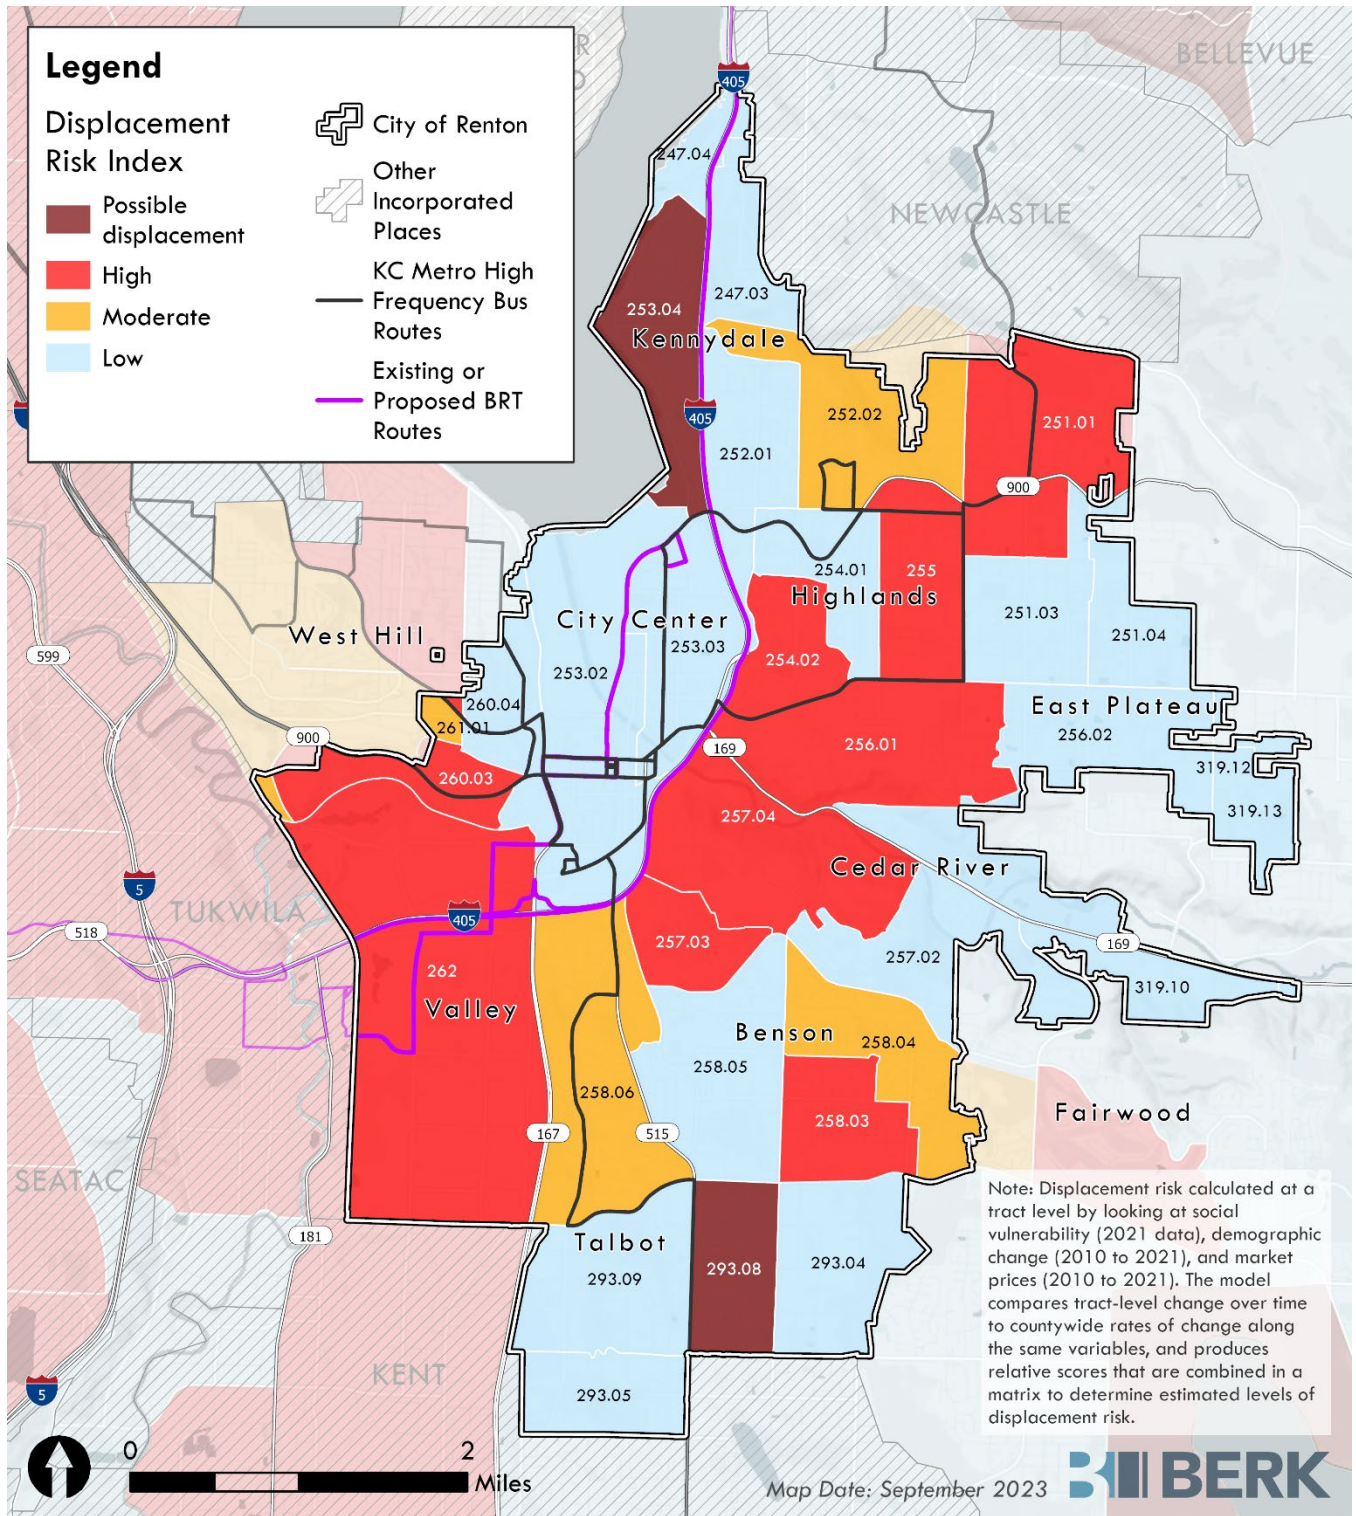 Legend
Displacement
Risk Index
Possible
displacement
High
Moderate
Low
City of Renton
Other
Incorporated
Places
KC Metro High
Frequency Bus
Routes
Existing or
Proposed BRT
Routes
R
405
BELLEVUE
247.04
NEWCASTLE
247.03
253.04
Kennydale
405
252.02
251.01
252.01
900
254.01
255
Highlands
251.03
251.04
City Center
West Hill
599
253.02
253.03
254.02
260.04
261.01
East Plateau
256.02
900
169
256.01
260.03
319.12
319.13
257.04
Cedar River
5
TUKWILA
405
518
257.03
257.02
169
262
319.10
Valley
Benson
258.04
258.05
258.06
Fairwood
258.03
167
515
SEATAC
181
Talbot
293.09
293.08
293.04
KENT
293.05
5
Note: Displacement risk calculated at a
tract level by looking at social
vulnerability (2021 data), demographic
change (2010 to 2021), and market
prices (2010 to 2021). The model
compares tract-level change over time
to countywide rates of change along
the same variables, and produces
relative scores that are combined in a
matrix to determine estimated levels of
displacement risk.
0
2
Miles
Map Date: September 2023
BERK